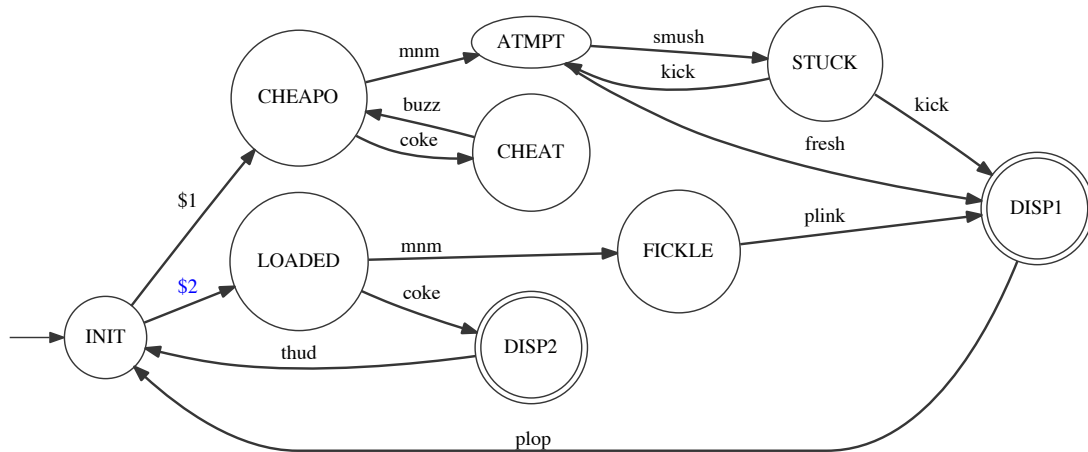 mnm
ATMPT
smush
STUCK
kick
CHEAPO
buzz
kick
coke
CHEAT
fresh
DISP1
$1
LOADED
mnm
FICKLE
plink
$2
coke
INIT
DISP2
thud
plop